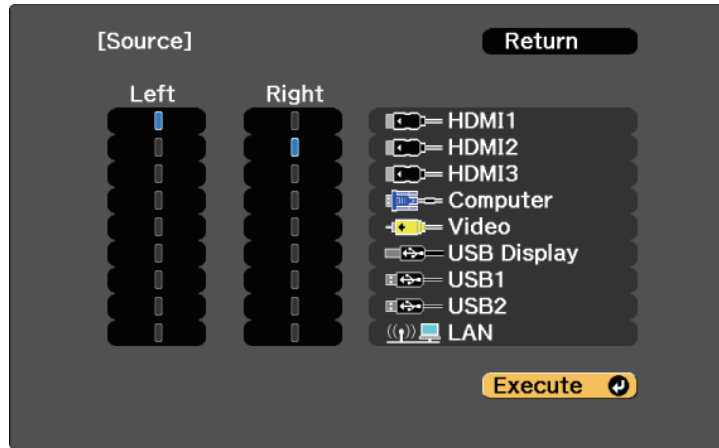 [Source] Return
Left Right
HDMI1
HDMI2
HDMI3
Computer
Video
USB Display
USB1
USB2
LAN
Execute